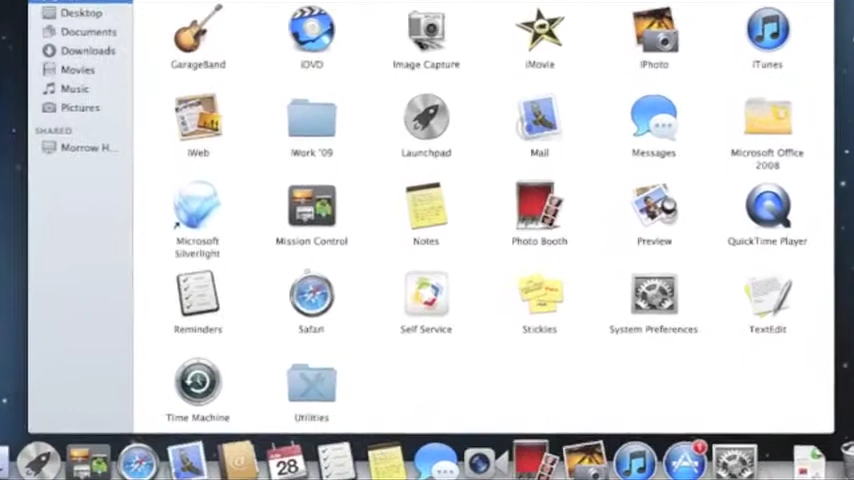 Desktop
Documents
Downloads
Movies
Music
Pictures
SHARED
Morrow H...
GarageBand
iDVD
Image Capture
iMovie
iPhoto
iTunes
iWeb
iWork '09
Launchpad
Mail
Messages
Microsoft Office
2008
Microsoft
Silverlight
Mission Control
Notes
Photo Booth
Preview
QuickTime Player
Reminders
Safari
Self Service
Stickies
System Preferences
TextEdit
Time Machine
Utilities
28
1